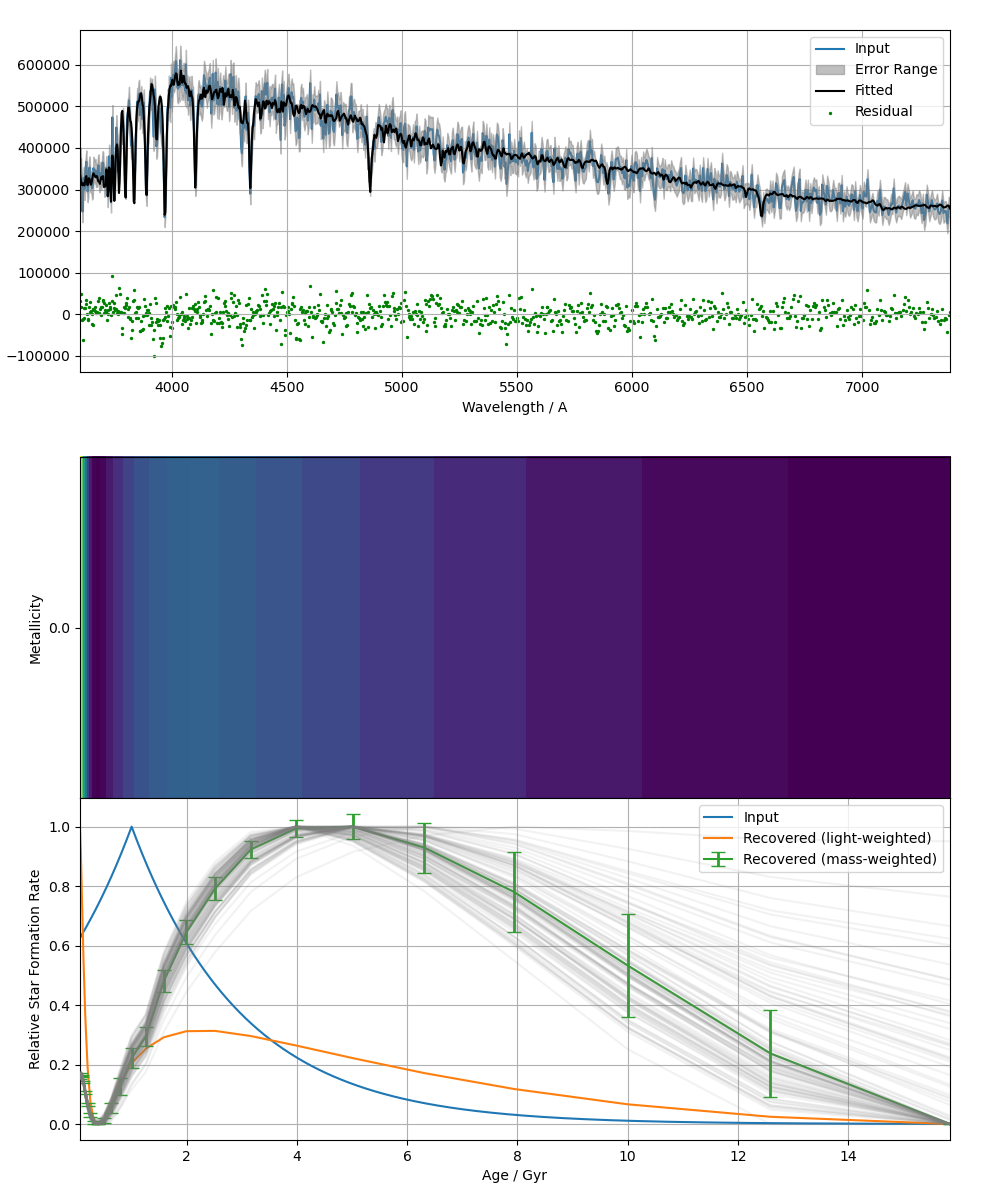 600000
500000
400000
300000
200000
100000
0
−100000
Input
Error Range
Fitted
Residual
4000 4500 5000 5500 6000 6500 7000
Wavelength / A
Metallicity
0.0
1.0
0.8
0.6
0.4
0.2
0.0
Relative Star Formation Rate
Input
Recovered (light-weighted)
Recovered (mass-weighted)
2 4 6 8 10 12 14
Age / Gyr